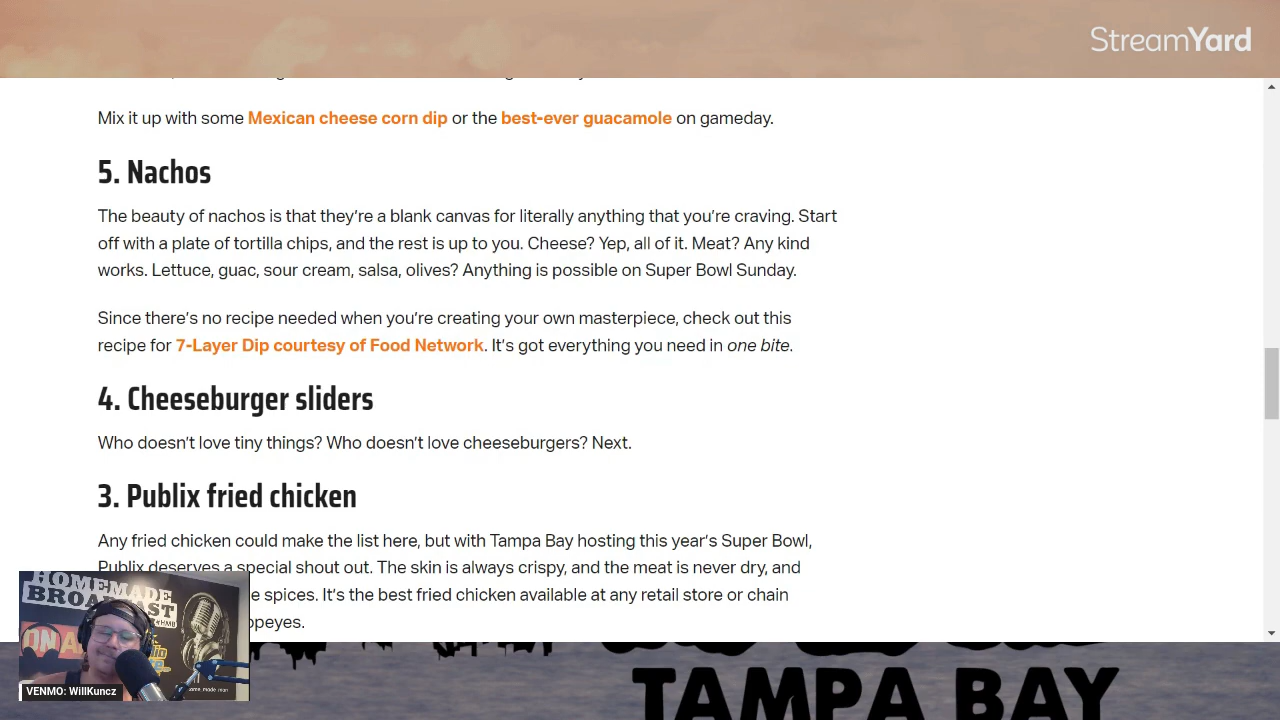 StreamYard
Mix it up with some Mexican cheese corn dip or the best-ever guacamole on gameday.
5. Nachos
The beauty of nachos is that they’re a blank canvas for literally anything that you’re craving. Start
off with a plate of tortilla chips, and the rest is up to you. Cheese? Yep, all of it. Meat? Any kind
works. Lettuce, guac, sour cream, salsa, olives? Anything is possible on Super Bowl Sunday.
Since there’s no recipe needed when you’re creating your own masterpiece, check out this
recipe for 7-Layer Dip courtesy of Food Network. It’s got everything you need in one bite.
4. Cheeseburger sliders
Who doesn’t love tiny things? Who doesn’t love cheeseburgers? Next.
3. Publix fried chicken
Any fried chicken could make the list here, but with Tampa Bay hosting this year’s Super Bowl,
Publix deserves a special shout out. The skin is always crispy, and the meat is never dry, and
spices. It’s the best fried chicken available at any retail store or chain
HOMEMADE
#HMB
VENMO: WillKuncz
TAMPA BAY